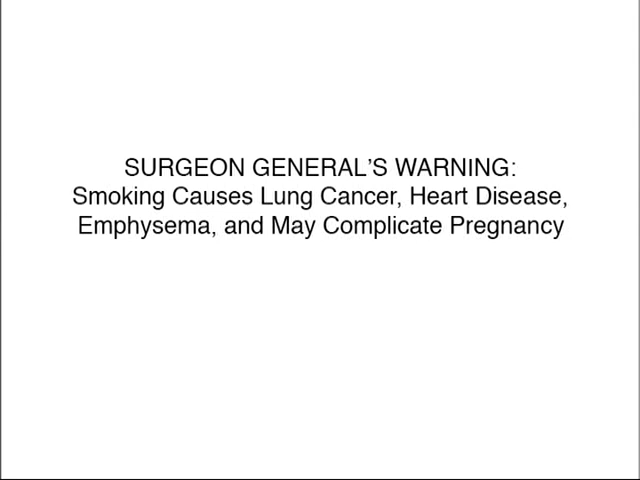 SURGEON GENERAL’S WARNING:
Smoking Causes Lung Cancer, Heart Disease,
Emphysema, and May Complicate Pregnancy